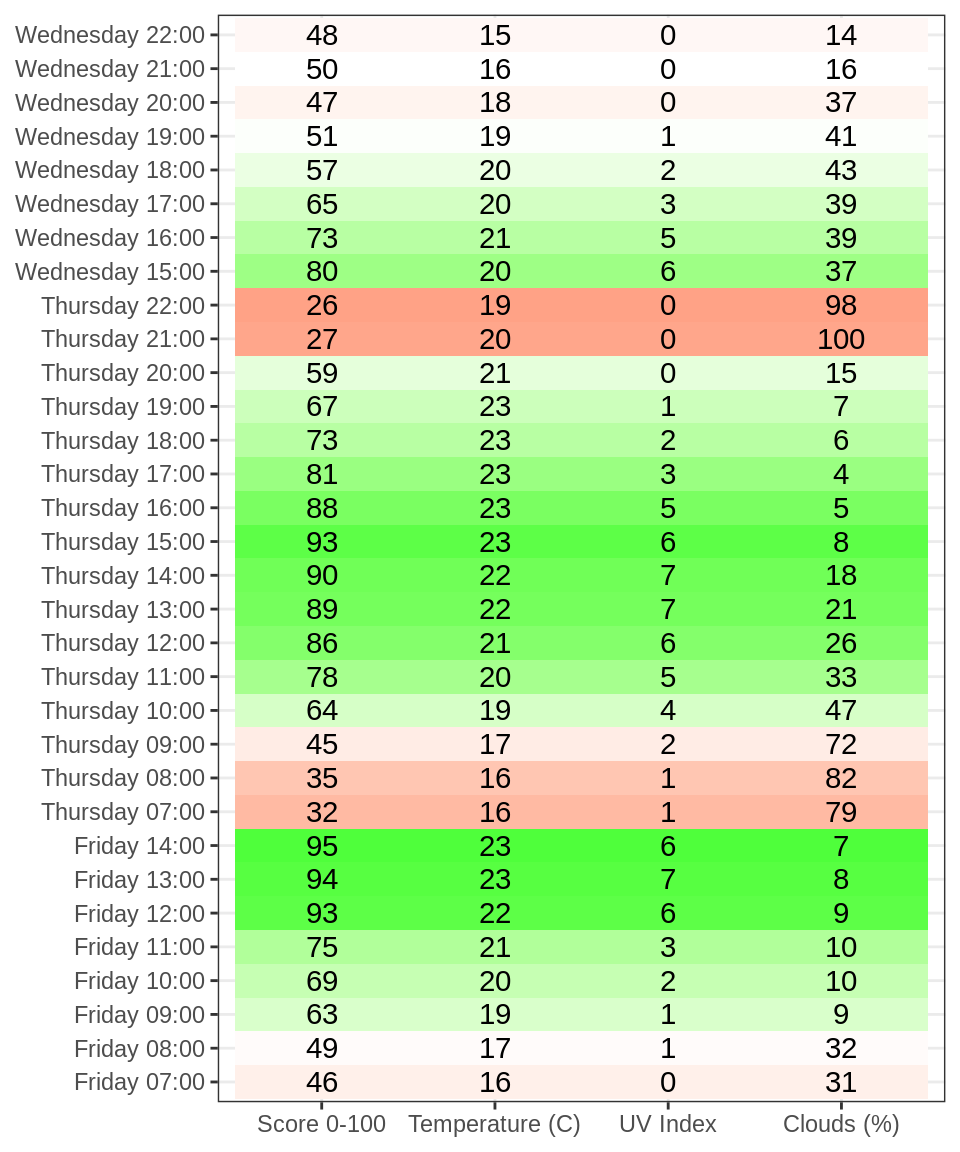 Wednesday 22:00 48 15 0 14
Wednesday 21:00 50 16 0 16
Wednesday 20:00 47 18 0 37
Wednesday 19:00 51 19 1 41
Wednesday 18:00 57 20 2 43
Wednesday 17:00 65 20 3 39
Wednesday 16:00 73 21 5 39
Wednesday 15:00 80 20 6 37
Thursday 22:00 26 19 0 98
Thursday 21:00 27 20 0 100
Thursday 20:00 59 21 0 15
Thursday 19:00 67 23 1 7
Thursday 18:00 73 23 2 6
Thursday 17:00 81 23 3 4
Thursday 16:00 88 23 5 5
Thursday 15:00 93 23 6 8
Thursday 14:00 90 22 7 18
Thursday 13:00 89 22 7 21
Thursday 12:00 86 21 6 26
Thursday 11:00 78 20 5 33
Thursday 10:00 64 19 4 47
Thursday 09:00 45 17 2 72
Thursday 08:00 35 16 1 82
Thursday 07:00 32 16 1 79
Friday 14:00 95 23 6 7
Friday 13:00 94 23 7 8
Friday 12:00 93 22 6 9
Friday 11:00 75 21 3 10
Friday 10:00 69 20 2 10
Friday 09:00 63 19 1 9
Friday 08:00 49 17 1 32
Friday 07:00 46 16 0 31
Score 0-100 Temperature (C) UV Index Clouds (%)